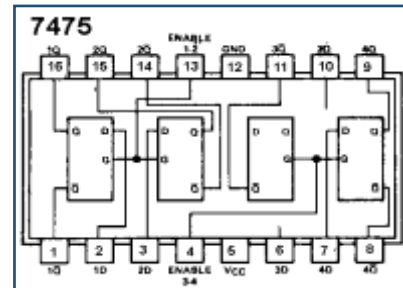 7475
ENABLE
1Q 2Q 2Q̅ 1-2 GND 3Q̅ 3Q 4Q
16 15 14 13 12 11 10 9
Q D D Q
G G G G
Q̅ Q̅ Q̅ Q̅
1 2 3 4 5 6 7 8
1Q̅ 1D 2D ENABLE VCC 3D 4D 4Q̅
3-4